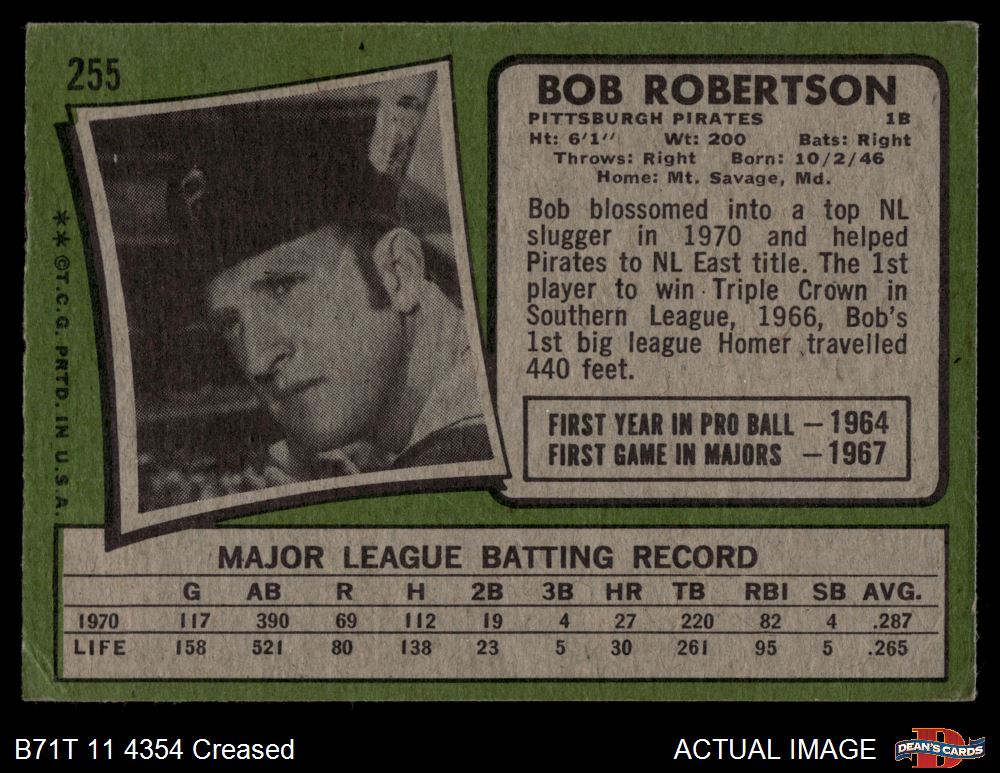 255
BOB ROBERTSON
PITTSBURGH PIRATES 1B
Ht: 6'1'' Wt: 200 Bats: Right
Throws: Right Born: 10/2/46
Home: Mt. Savage, Md.
Bob blossomed into a top NL
slugger in 1970 and helped
Pirates to NL East title. The 1st
player to win Triple Crown in
Southern League, 1966, Bob's
1st big league Homer travelled
440 feet.
FIRST YEAR IN PRO BALL – 1964
FIRST GAME IN MAJORS – 1967
**©T.C.G. PRTD. IN U.S.A.
MAJOR LEAGUE BATTING RECORD
G AB R H 2B 3B HR TB RBI SB AVG.
1970 117 390 69 112 19 4 27 220 82 4 .287
LIFE 158 521 80 138 23 5 30 261 95 5 .265
B71T 11 4354 Creased
ACTUAL IMAGE
D
DEAN'S CARDS